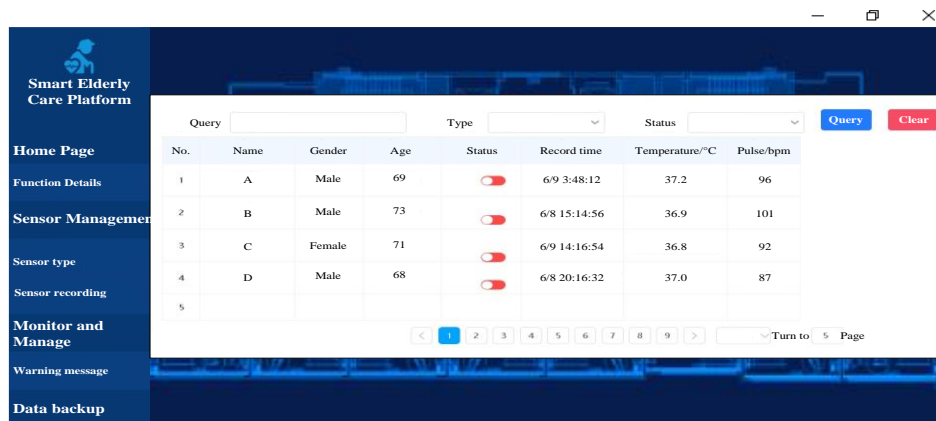 Smart Elderly
Care Platform
Home Page
Function Details
Sensor Managemen
Sensor type
Sensor recording
Monitor and
Manage
Warning message
Data backup
Query Type Status Query Clear
No. Name Gender Age Status Record time Temperature/°C Pulse/bpm
1 A Male 69 6/9 3:48:12 37.2 96
2 B Male 73 6/8 15:14:56 36.9 101
3 C Female 71 6/9 14:16:54 36.8 92
4 D Male 68 6/8 20:16:32 37.0 87
5
< 1 2 3 4 5 6 7 8 9 > Turn to 5 Page